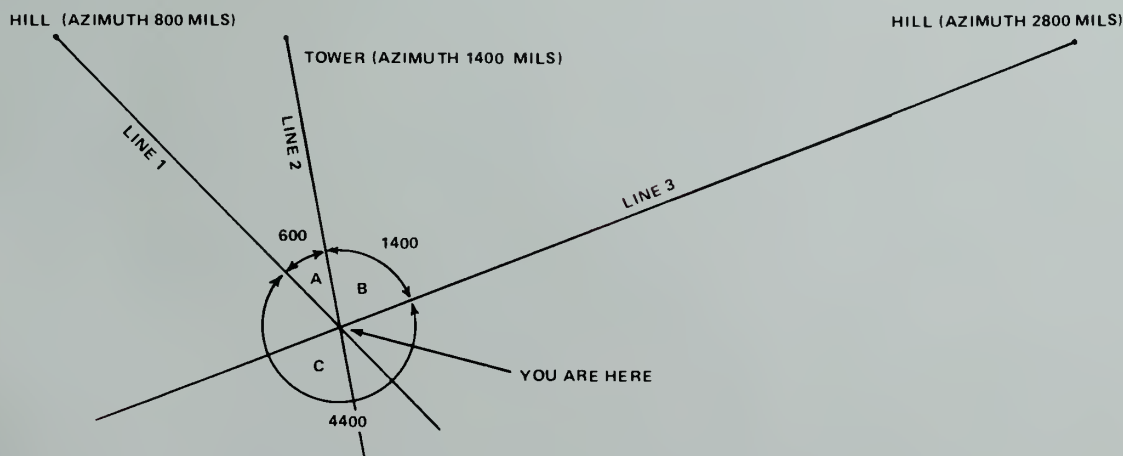 HILL (AZIMUTH 800 MILS)
HILL (AZIMUTH 2800 MILS)
TOWER (AZIMUTH 1400 MILS)
LINE 1
LINE 2
LINE 3
600
1400
A
B
C
YOU ARE HERE
4400